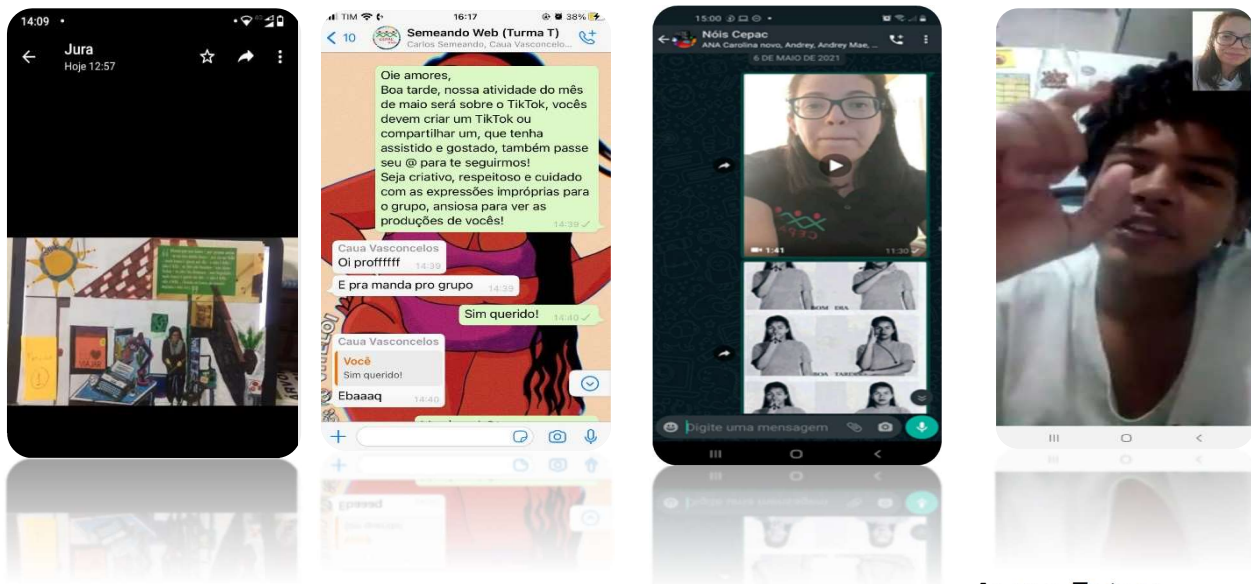 14:09
Jura
Hoje 12:57
TIM
16:17
38%
10
Semeando Web (Turma T)
Carlos Semeando, Caua Vasconcelo...
Oie amores,
Boa tarde, nossa atividade do mês
de maio será sobre o TikTok, vocês
devem criar um TikTok ou
compartilhar um, que tenha
assistido e gostado, também passe
seu @ para te seguirmos!
Seja criativo, respeitoso e cuidado
com as expressões impróprias para
o grupo, ansiosa para ver as
produções de vocês!
14:39
Caua Vasconcelos
Oi proffffff
14:39
E pra manda pro grupo
14:39
Sim querido!
14:40
Caua Vasconcelos
Você
Sim querido!
Ebaaaq
14:40
15:00
Nóis Cepac
ANA Carolina novo, Andrey, Andrey Mae, ...
6 DE MAIO DE 2021
CEPAC
1:41
11:30
BOM DIA
BOA TARDE
Digite uma mensagem